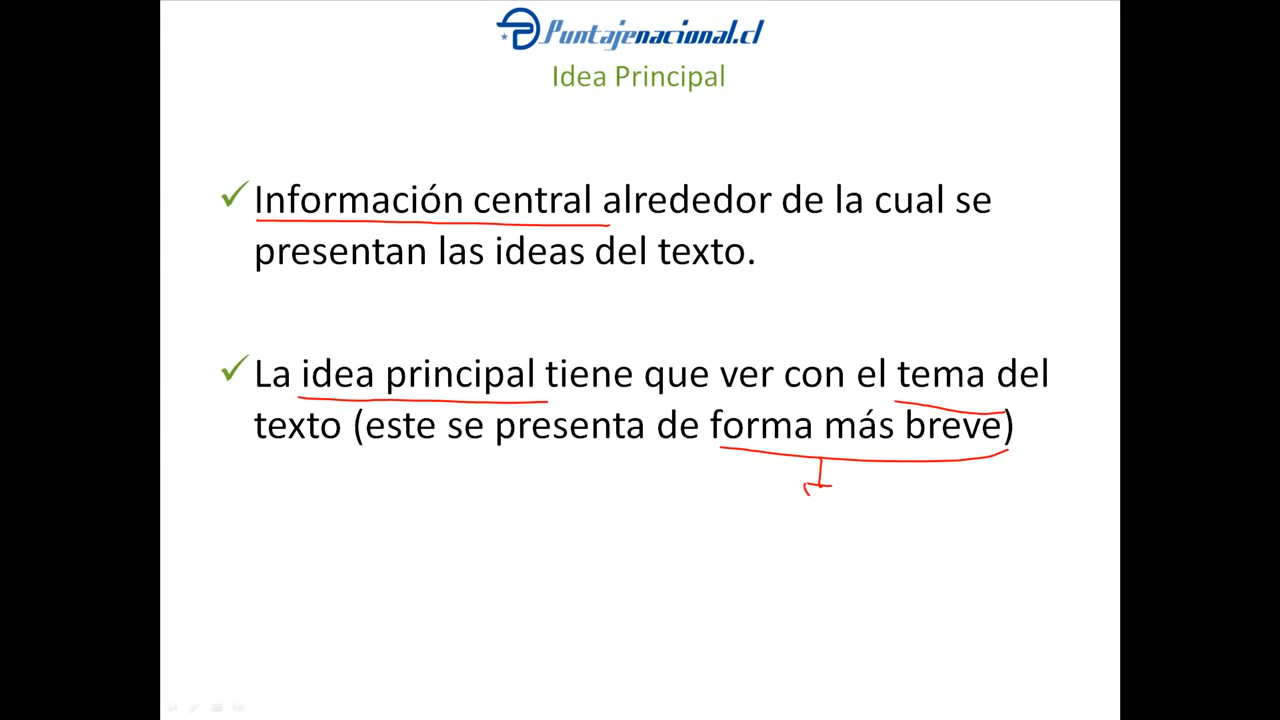 Puntajenacional.cl
Idea Principal
Información central alrededor de la cual se
presentan las ideas del texto.
La idea principal tiene que ver con el tema del
texto (este se presenta de forma más breve)